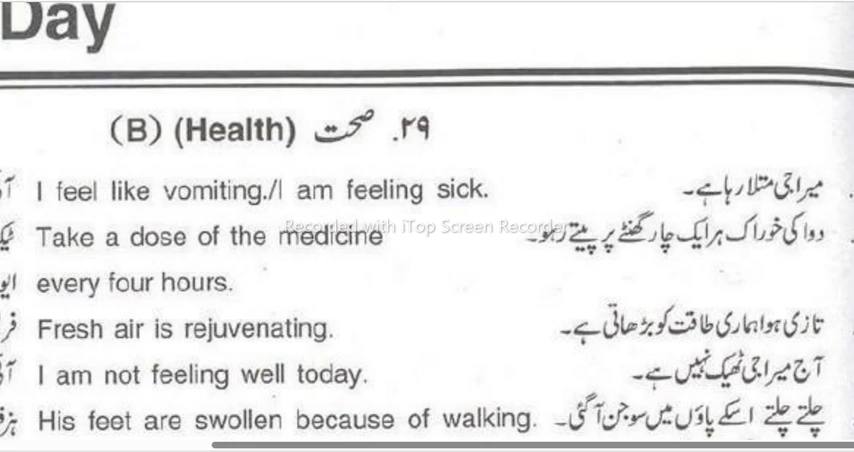 Day
(B) (Health) ۲۹. صحت
I feel like vomiting./I am feeling sick. میرا جی متلا رہا ہے۔
Take a dose of the medicine دوا کی خوراک ہر ایک چار گھنٹے پر پیتے رہو۔
every four hours.
Fresh air is rejuvenating. تازی ہوا ہماری طاقت کو بڑھاتی ہے۔
I am not feeling well today. آج میرا جی ٹھیک نہیں ہے۔
His feet are swollen because of walking. چلتے چلتے اسکے پاؤں میں سوجن آ گئی۔
Recorded with iTop Screen Recorder